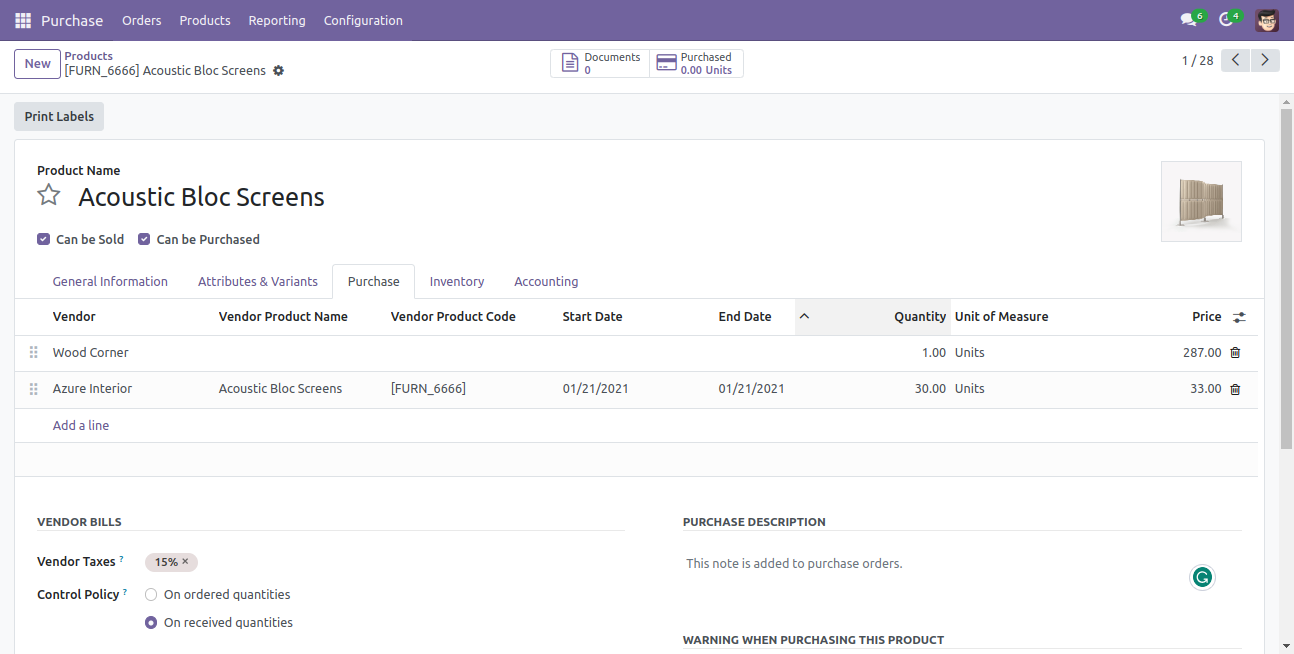 Purchase Orders Products Reporting Configuration 6 4
New Products Documents Purchased
[FURN_6666] Acoustic Bloc Screens 0 0.00 Units 1 / 28
Print Labels
Product Name
Acoustic Bloc Screens
Can be Sold Can be Purchased
General Information Attributes & Variants Purchase Inventory Accounting
Vendor Vendor Product Name Vendor Product Code Start Date End Date Quantity Unit of Measure Price
Wood Corner 1.00 Units 287.00
Azure Interior Acoustic Bloc Screens [FURN_6666] 01/21/2021 01/21/2021 30.00 Units 33.00
Add a line
VENDOR BILLS PURCHASE DESCRIPTION
Vendor Taxes ? 15% × This note is added to purchase orders.
Control Policy ? On ordered quantities
On received quantities
WARNING WHEN PURCHASING THIS PRODUCT